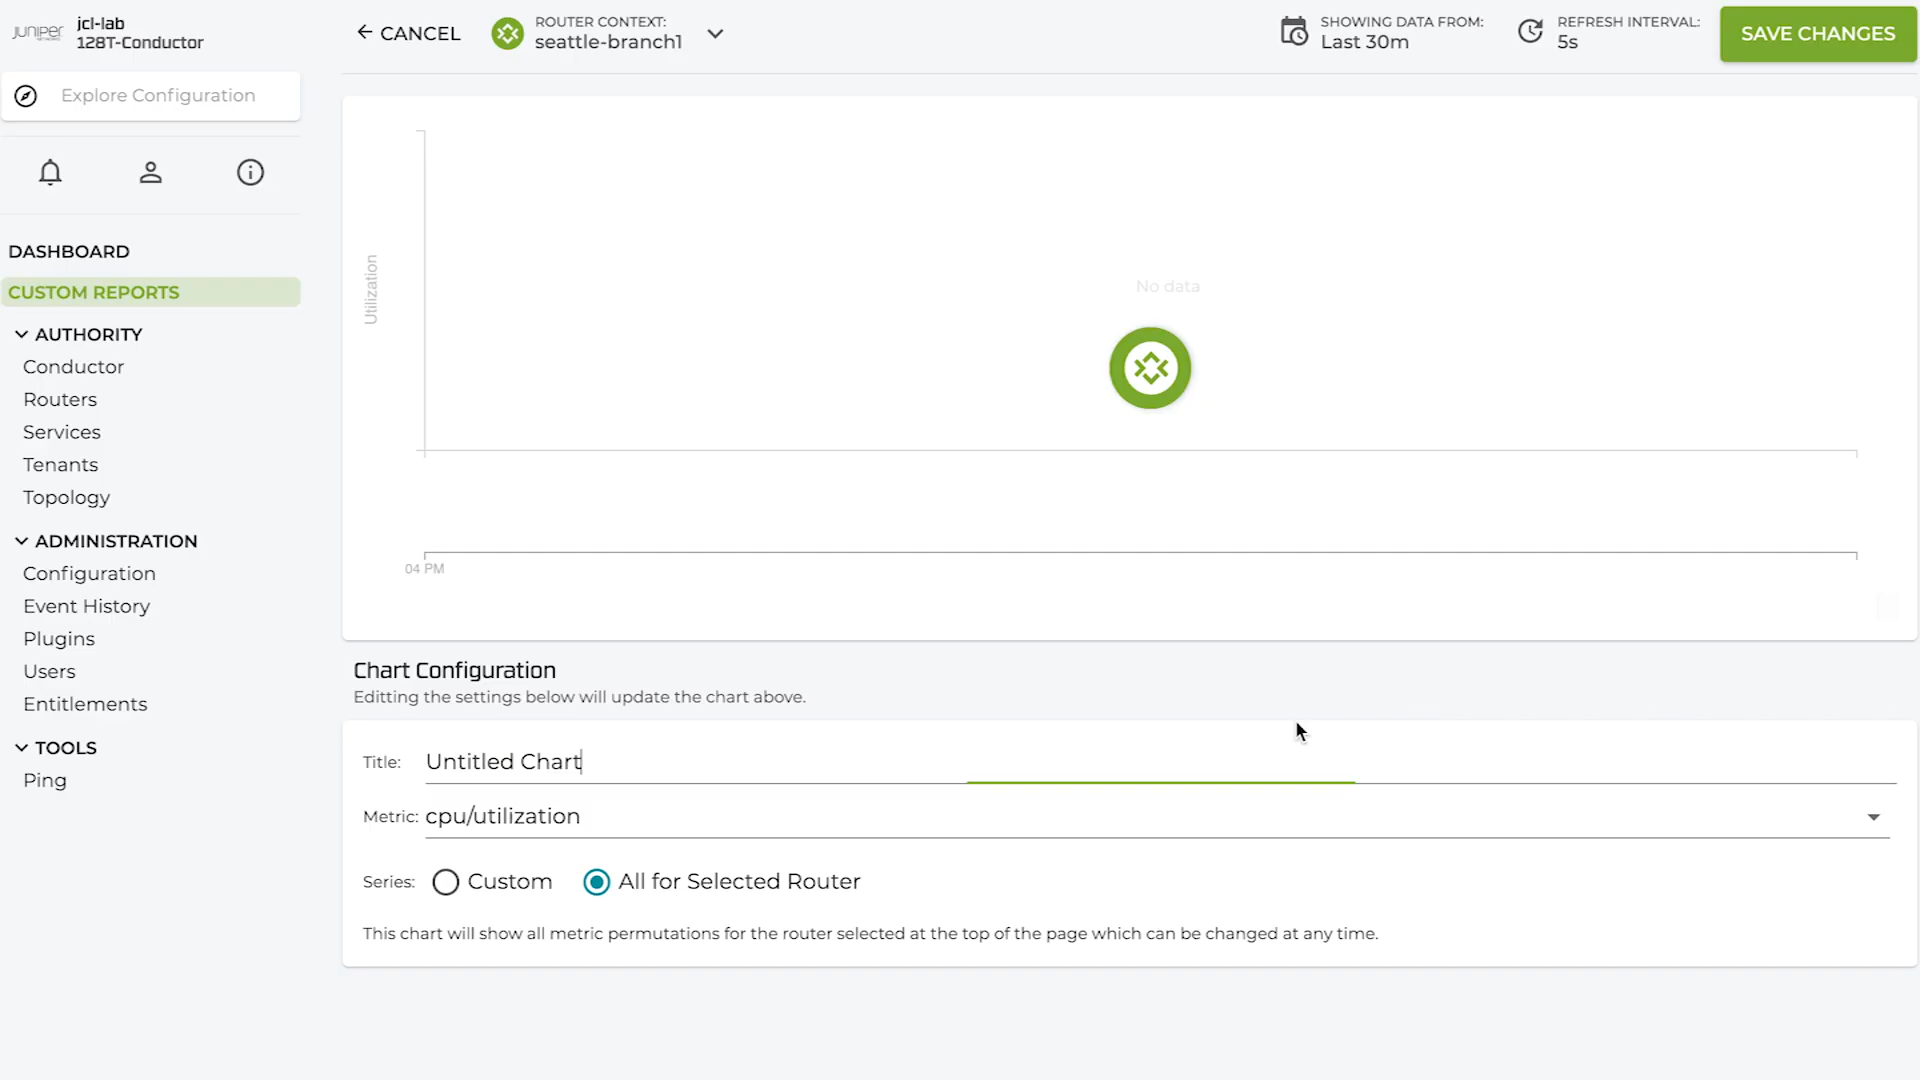 JUNIPER
jcl-lab
128T-Conductor
CANCEL
ROUTER CONTEXT:
seattle-branch1
SHOWING DATA FROM:
Last 30m
REFRESH INTERVAL:
5s
SAVE CHANGES
Explore Configuration
DASHBOARD
CUSTOM REPORTS
AUTHORITY
Conductor
Routers
Services
Tenants
Topology
ADMINISTRATION
Configuration
Event History
Plugins
Users
Entitlements
TOOLS
Ping
Utilization
No data
04 PM
Chart Configuration
Editing the settings below will update the chart above.
Title: Untitled Chart
Metric: cpu/utilization
Series: Custom All for Selected Router
This chart will show all metric permutations for the router selected at the top of the page which can be changed at any time.